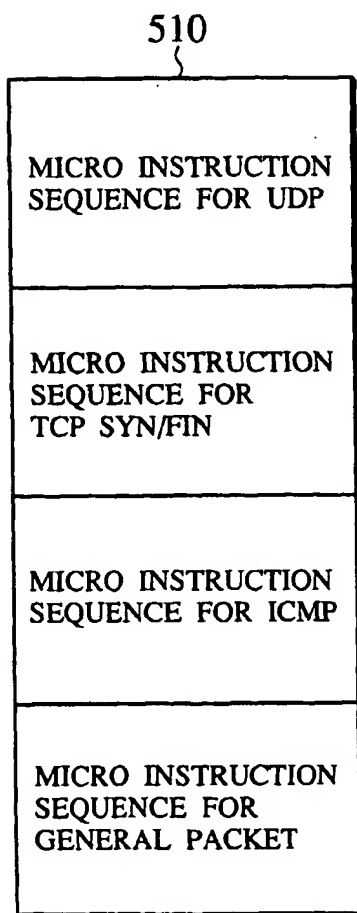 510
MICRO INSTRUCTION
SEQUENCE FOR UDP
MICRO INSTRUCTION
SEQUENCE FOR
TCP SYN/FIN
MICRO INSTRUCTION
SEQUENCE FOR ICMP
MICRO INSTRUCTION
SEQUENCE FOR
GENERAL PACKET